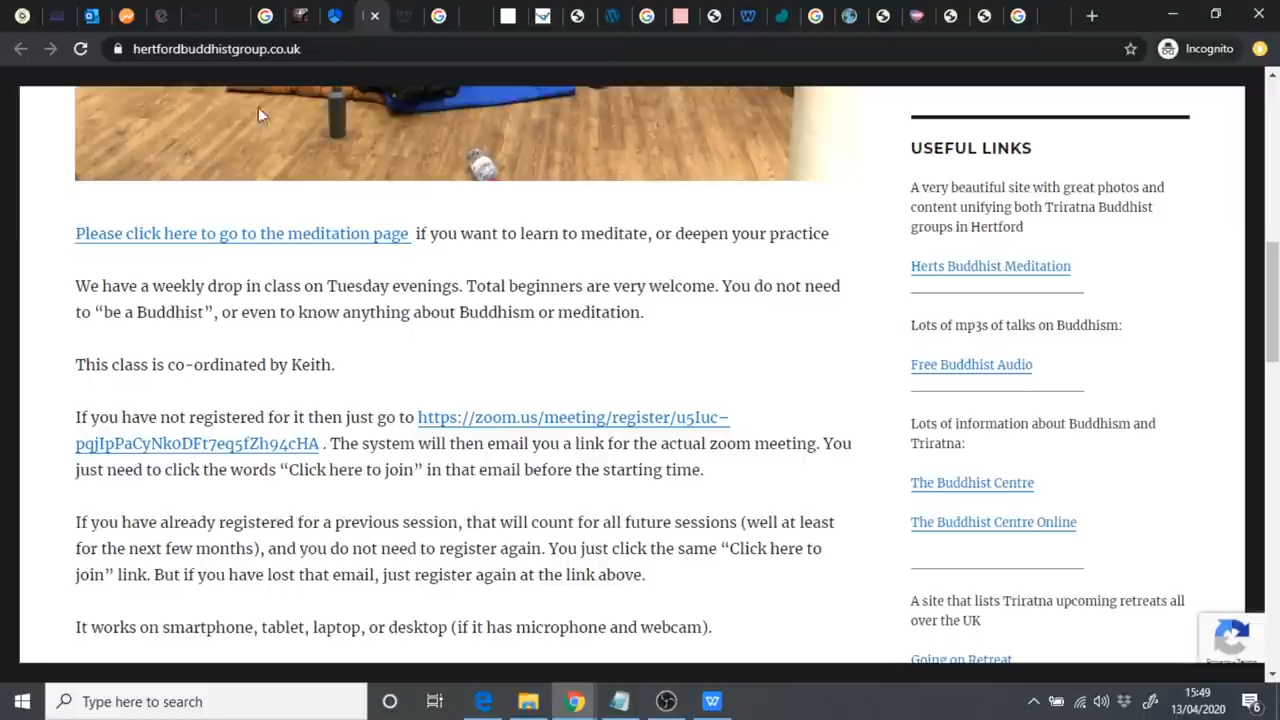 hertfordbuddhistgroup.co.uk
Incognito
Please click here to go to the meditation page if you want to learn to meditate, or deepen your practice
We have a weekly drop in class on Tuesday evenings. Total beginners are very welcome. You do not need
to “be a Buddhist”, or even to know anything about Buddhism or meditation.
This class is co-ordinated by Keith.
If you have not registered for it then just go to https://zoom.us/meeting/register/u5Iuc–
pqjIpPaCyNk0DFt7eq5fZh94cHA . The system will then email you a link for the actual zoom meeting. You
just need to click the words “Click here to join” in that email before the starting time.
If you have already registered for a previous session, that will count for all future sessions (well at least
for the next few months), and you do not need to register again. You just click the same “Click here to
join” link. But if you have lost that email, just register again at the link above.
It works on smartphone, tablet, laptop, or desktop (if it has microphone and webcam).
USEFUL LINKS
A very beautiful site with great photos and
content unifying both Triratna Buddhist
groups in Hertford
Herts Buddhist Meditation
Lots of mp3s of talks on Buddhism:
Free Buddhist Audio
Lots of information about Buddhism and
Triratna:
The Buddhist Centre
The Buddhist Centre Online
A site that lists Triratna upcoming retreats all
over the UK
Going on Retreat
Type here to search
15:49
13/04/2020
6